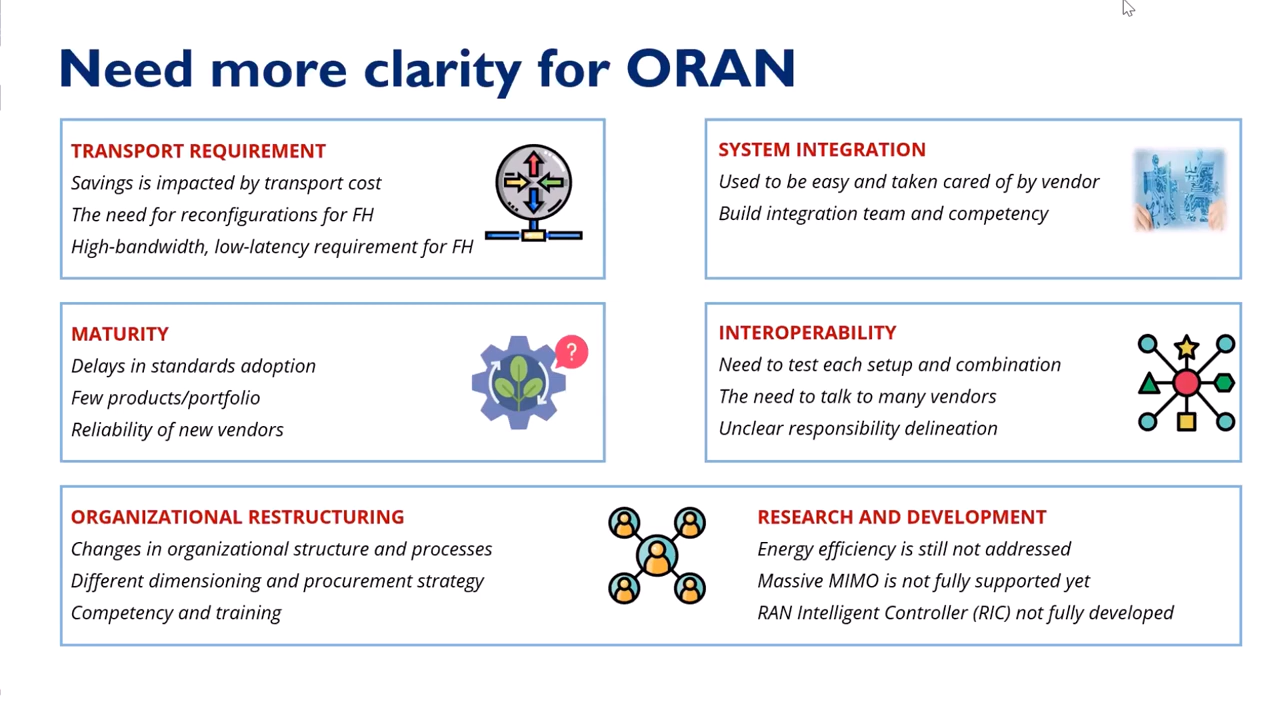 Need more clarity for ORAN
TRANSPORT REQUIREMENT
Savings is impacted by transport cost
The need for reconfigurations for FH
High-bandwidth, low-latency requirement for FH
SYSTEM INTEGRATION
Used to be easy and taken cared of by vendor
Build integration team and competency
MATURITY
Delays in standards adoption
Few products/portfolio
Reliability of new vendors
?
INTEROPERABILITY
Need to test each setup and combination
The need to talk to many vendors
Unclear responsibility delineation
ORGANIZATIONAL RESTRUCTURING
Changes in organizational structure and processes
Different dimensioning and procurement strategy
Competency and training
RESEARCH AND DEVELOPMENT
Energy efficiency is still not addressed
Massive MIMO is not fully supported yet
RAN Intelligent Controller (RIC) not fully developed